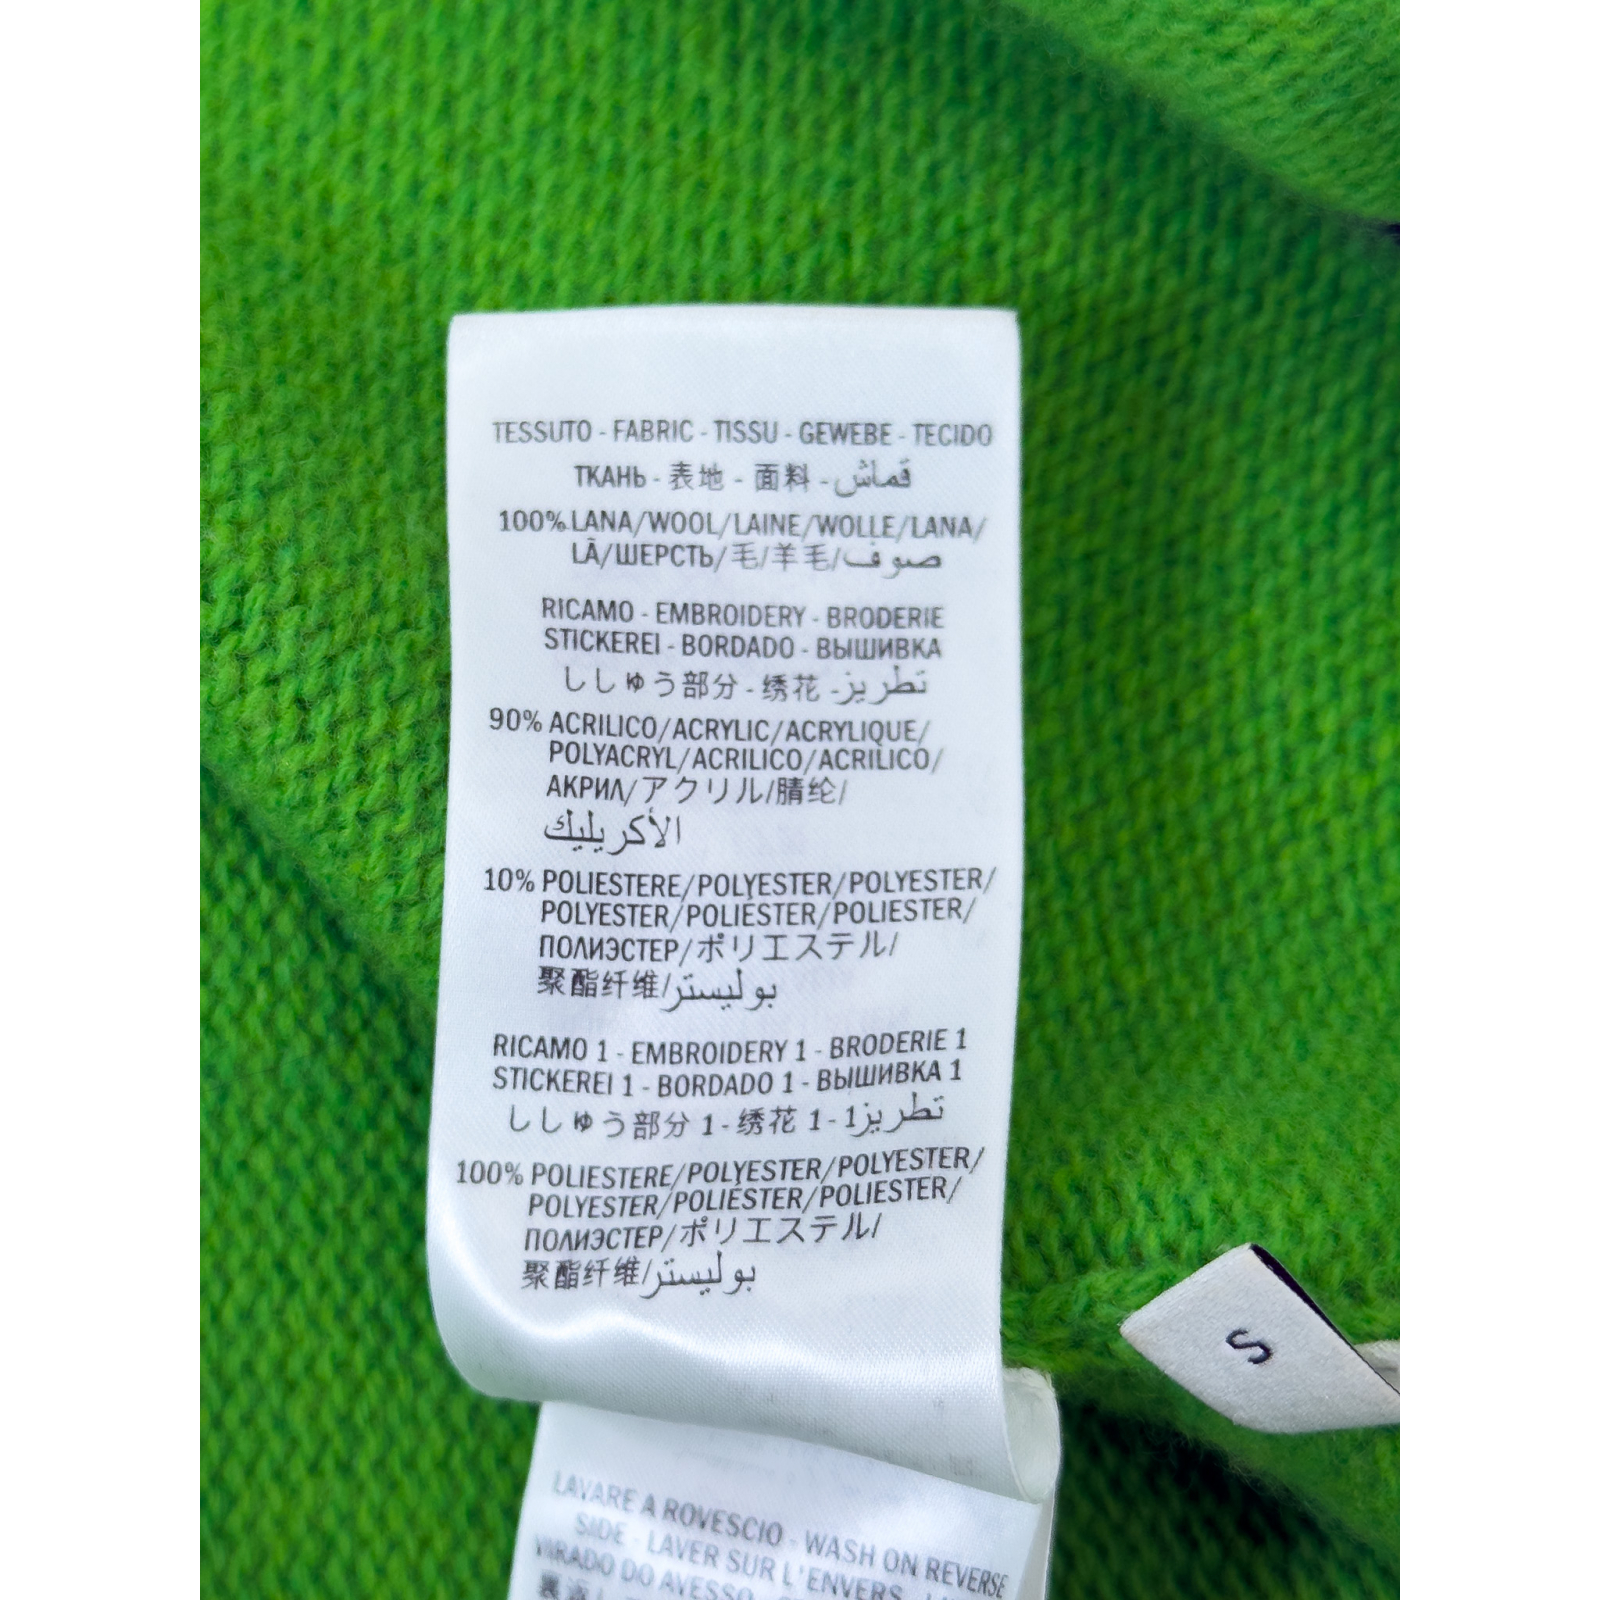 TESSUTO - FABRIC - TISSU - GEWEBE - TECIDO
ТКАНЬ - 表地 - 面料 - قماش
100% LANA/WOOL/LAINE/WOLLE/LANA/
LÃ/ШЕРСТЬ/毛/羊毛/صوف
RICAMO - EMBROIDERY - BRODERIE
STICKEREI - BORDADO - ВЫШИВКА
ししゅう部分 - 绣花 - تطريز
90% ACRILICO/ACRYLIC/ACRYLIQUE/
POLYACRYL/ACRILICO/ACRILICO/
АКРИЛ/アクリル/腈纶/
الأكريليك
10% POLIESTERE/POLYESTER/POLYESTER/
POLYESTER/POLIÉSTER/POLIESTER/
ПОЛИЭСТЕР/ポリエステル/
聚酯纤维/بوليستر
RICAMO 1 - EMBROIDERY 1 - BRODERIE 1
STICKEREI 1 - BORDADO 1 - ВЫШИВКА 1
ししゅう部分 1 - 绣花 1 - تطريز1
100% POLIESTERE/POLYESTER/POLYESTER/
POLYESTER/POLIÉSTER/POLIESTER/
ПОЛИЭСТЕР/ポリエステル/
聚酯纤维/بوليستر
S
LAVARE A ROVESCIO - WASH ON REVERSE
SIDE - LAVER SUR L'ENVERS -
VARADO DO AVESSO